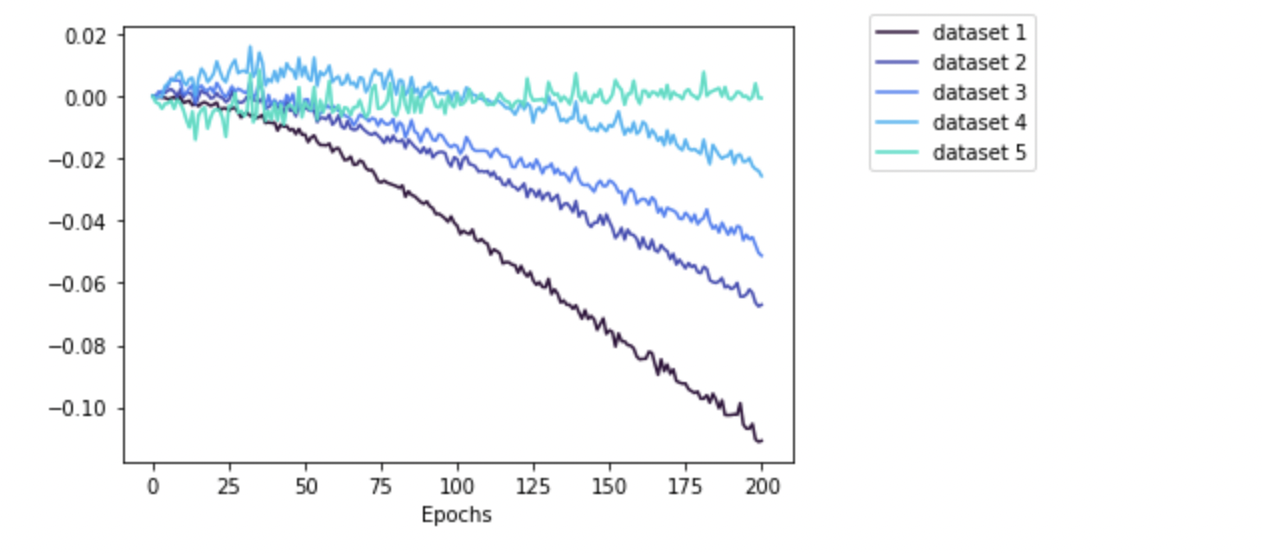 0.02
0.00
−0.02
−0.04
−0.06
−0.08
−0.10
0 25 50 75 100 125 150 175 200
Epochs
dataset 1
dataset 2
dataset 3
dataset 4
dataset 5